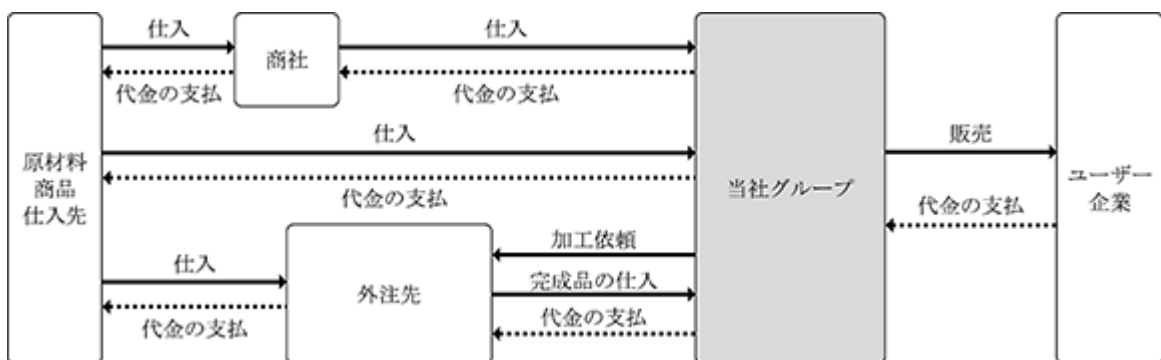 仕入
仕入
商社
代金の支払
代金の支払
仕入
代金の支払
原材料
商品
仕入先
当社グループ
販売
代金の支払
ユーザー
企業
加工依頼
仕入
完成品の仕入
外注先
代金の支払
代金の支払